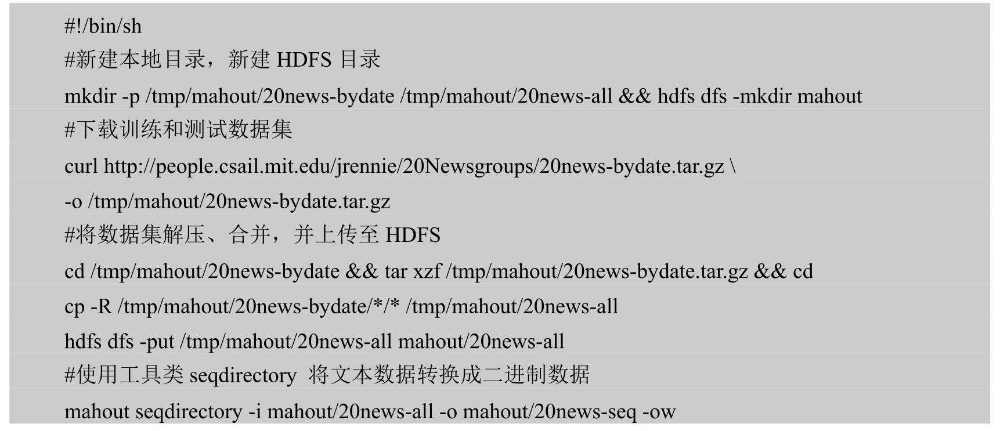 #!/bin/sh
#新建本地目录，新建 HDFS 目录
mkdir -p /tmp/mahout/20news-bydate /tmp/mahout/20news-all && hdfs dfs -mkdir mahout
#下载训练和测试数据集
curl http://people.csail.mit.edu/jrennie/20Newsgroups/20news-bydate.tar.gz \
-o /tmp/mahout/20news-bydate.tar.gz
#将数据集解压、合并，并上传至 HDFS
cd /tmp/mahout/20news-bydate && tar xzf /tmp/mahout/20news-bydate.tar.gz && cd
cp -R /tmp/mahout/20news-bydate/*/* /tmp/mahout/20news-all
hdfs dfs -put /tmp/mahout/20news-all mahout/20news-all
#使用工具类 seqdirectory 将文本数据转换成二进制数据
mahout seqdirectory -i mahout/20news-all -o mahout/20news-seq -ow